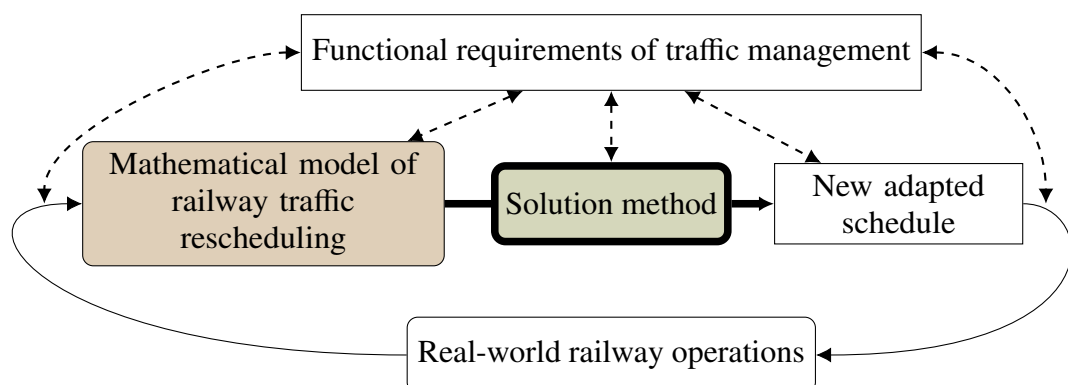 Functional requirements of traffic management
Mathematical model of
railway traffic
rescheduling
Solution method
New adapted
schedule
Real-world railway operations